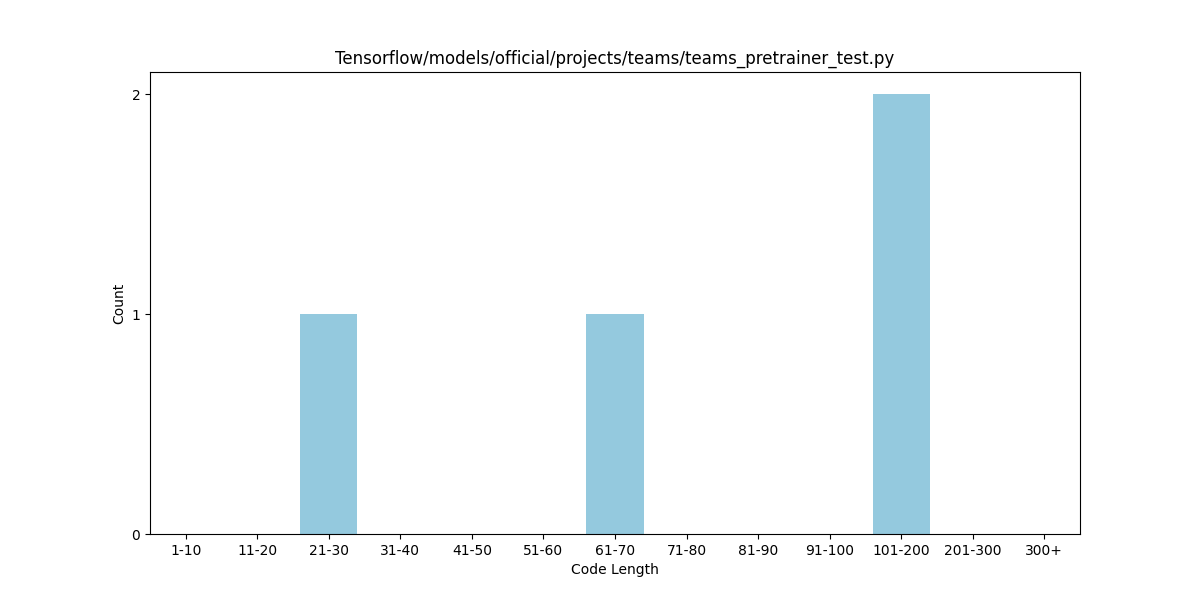 Tensorflow/models/official/projects/teams/teams_pretrainer_test.py
2
1
0
Count
1-10 11-20 21-30 31-40 41-50 51-60 61-70 71-80 81-90 91-100 101-200 201-300 300+
Code Length